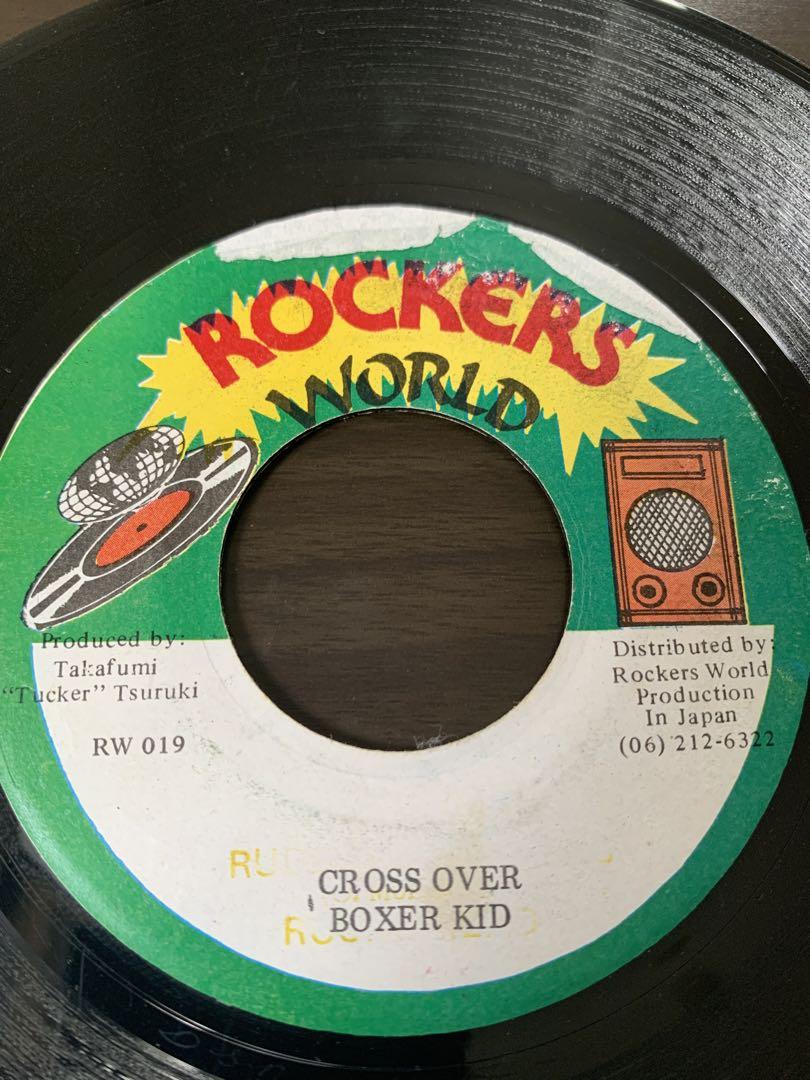 ROCKERS
WORLD
Produced by:
Takafumi
"Tucker" Tsuruki
RW 019
Distributed by:
Rockers World
Production
In Japan
(06) 212-6322
CROSS OVER
BOXER KID